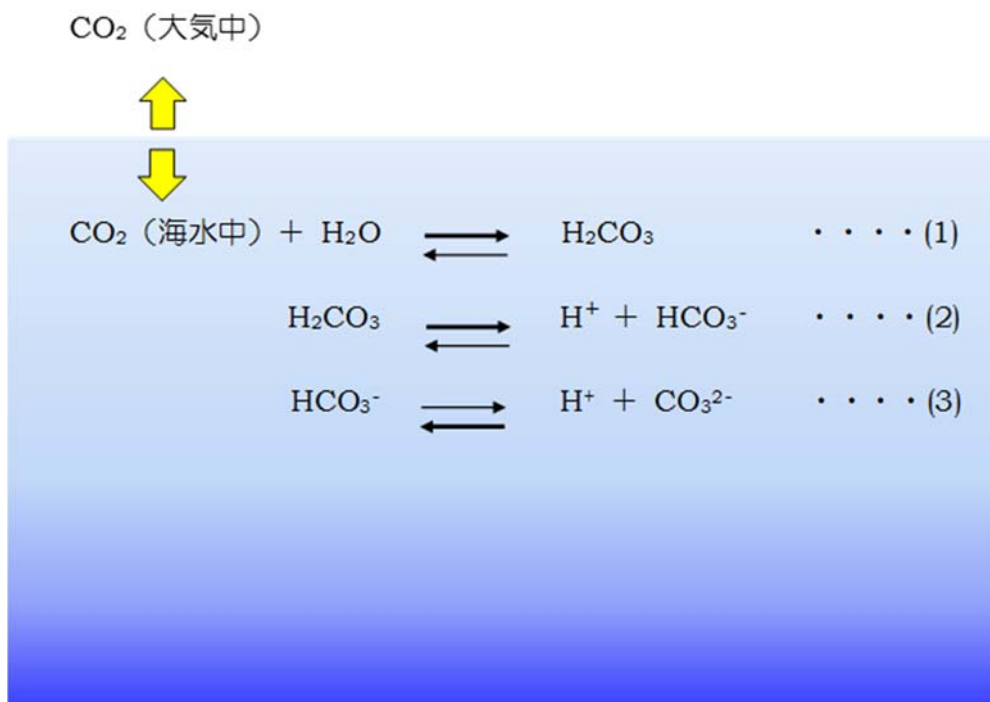 CO₂（大気中）
CO₂（海水中）+ H₂O ⇄ H₂CO₃ ・・・・(1)
H₂CO₃ ⇄ H⁺ + HCO₃⁻ ・・・・(2)
HCO₃⁻ ⇄ H⁺ + CO₃²⁻ ・・・・(3)